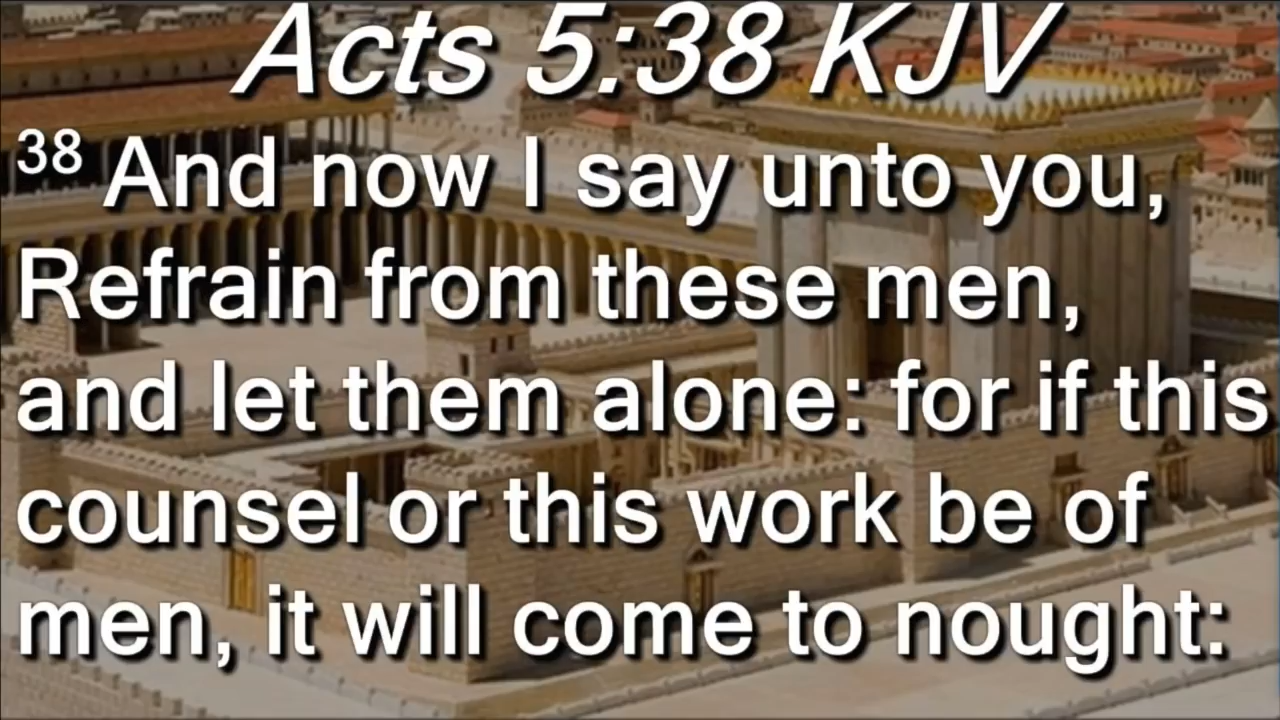 Acts 5:38 KJV
38 And now I say unto you,
Refrain from these men,
and let them alone: for if this
counsel or this work be of
men, it will come to nought: